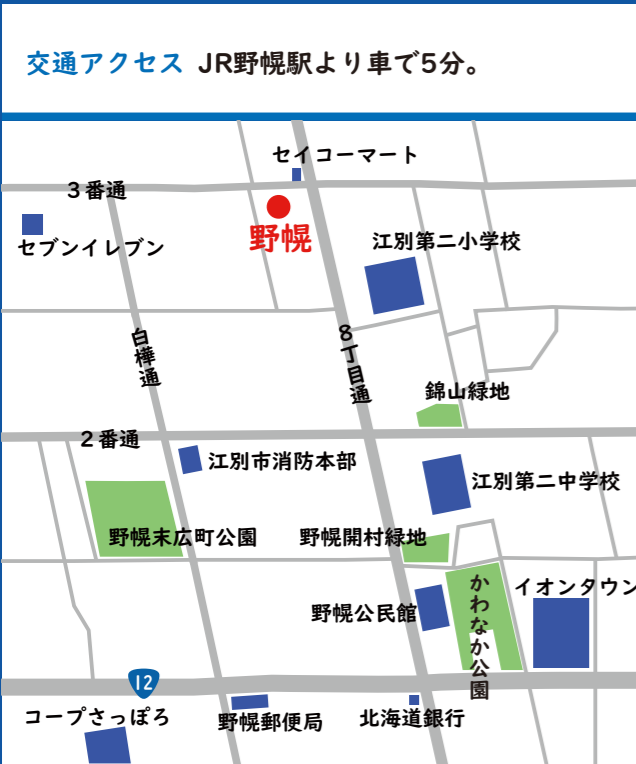 交通アクセス JR野幌駅より車で5分。
セイコーマート
3番通
セブンイレブン
野幌
江別第二小学校
白樺通
8丁目通
錦山緑地
2番通
江別市消防本部
江別第二中学校
野幌末広町公園
野幌開村緑地
かわなか公園
イオンタウン
野幌公民館
12
コープさっぽろ
野幌郵便局
北海道銀行